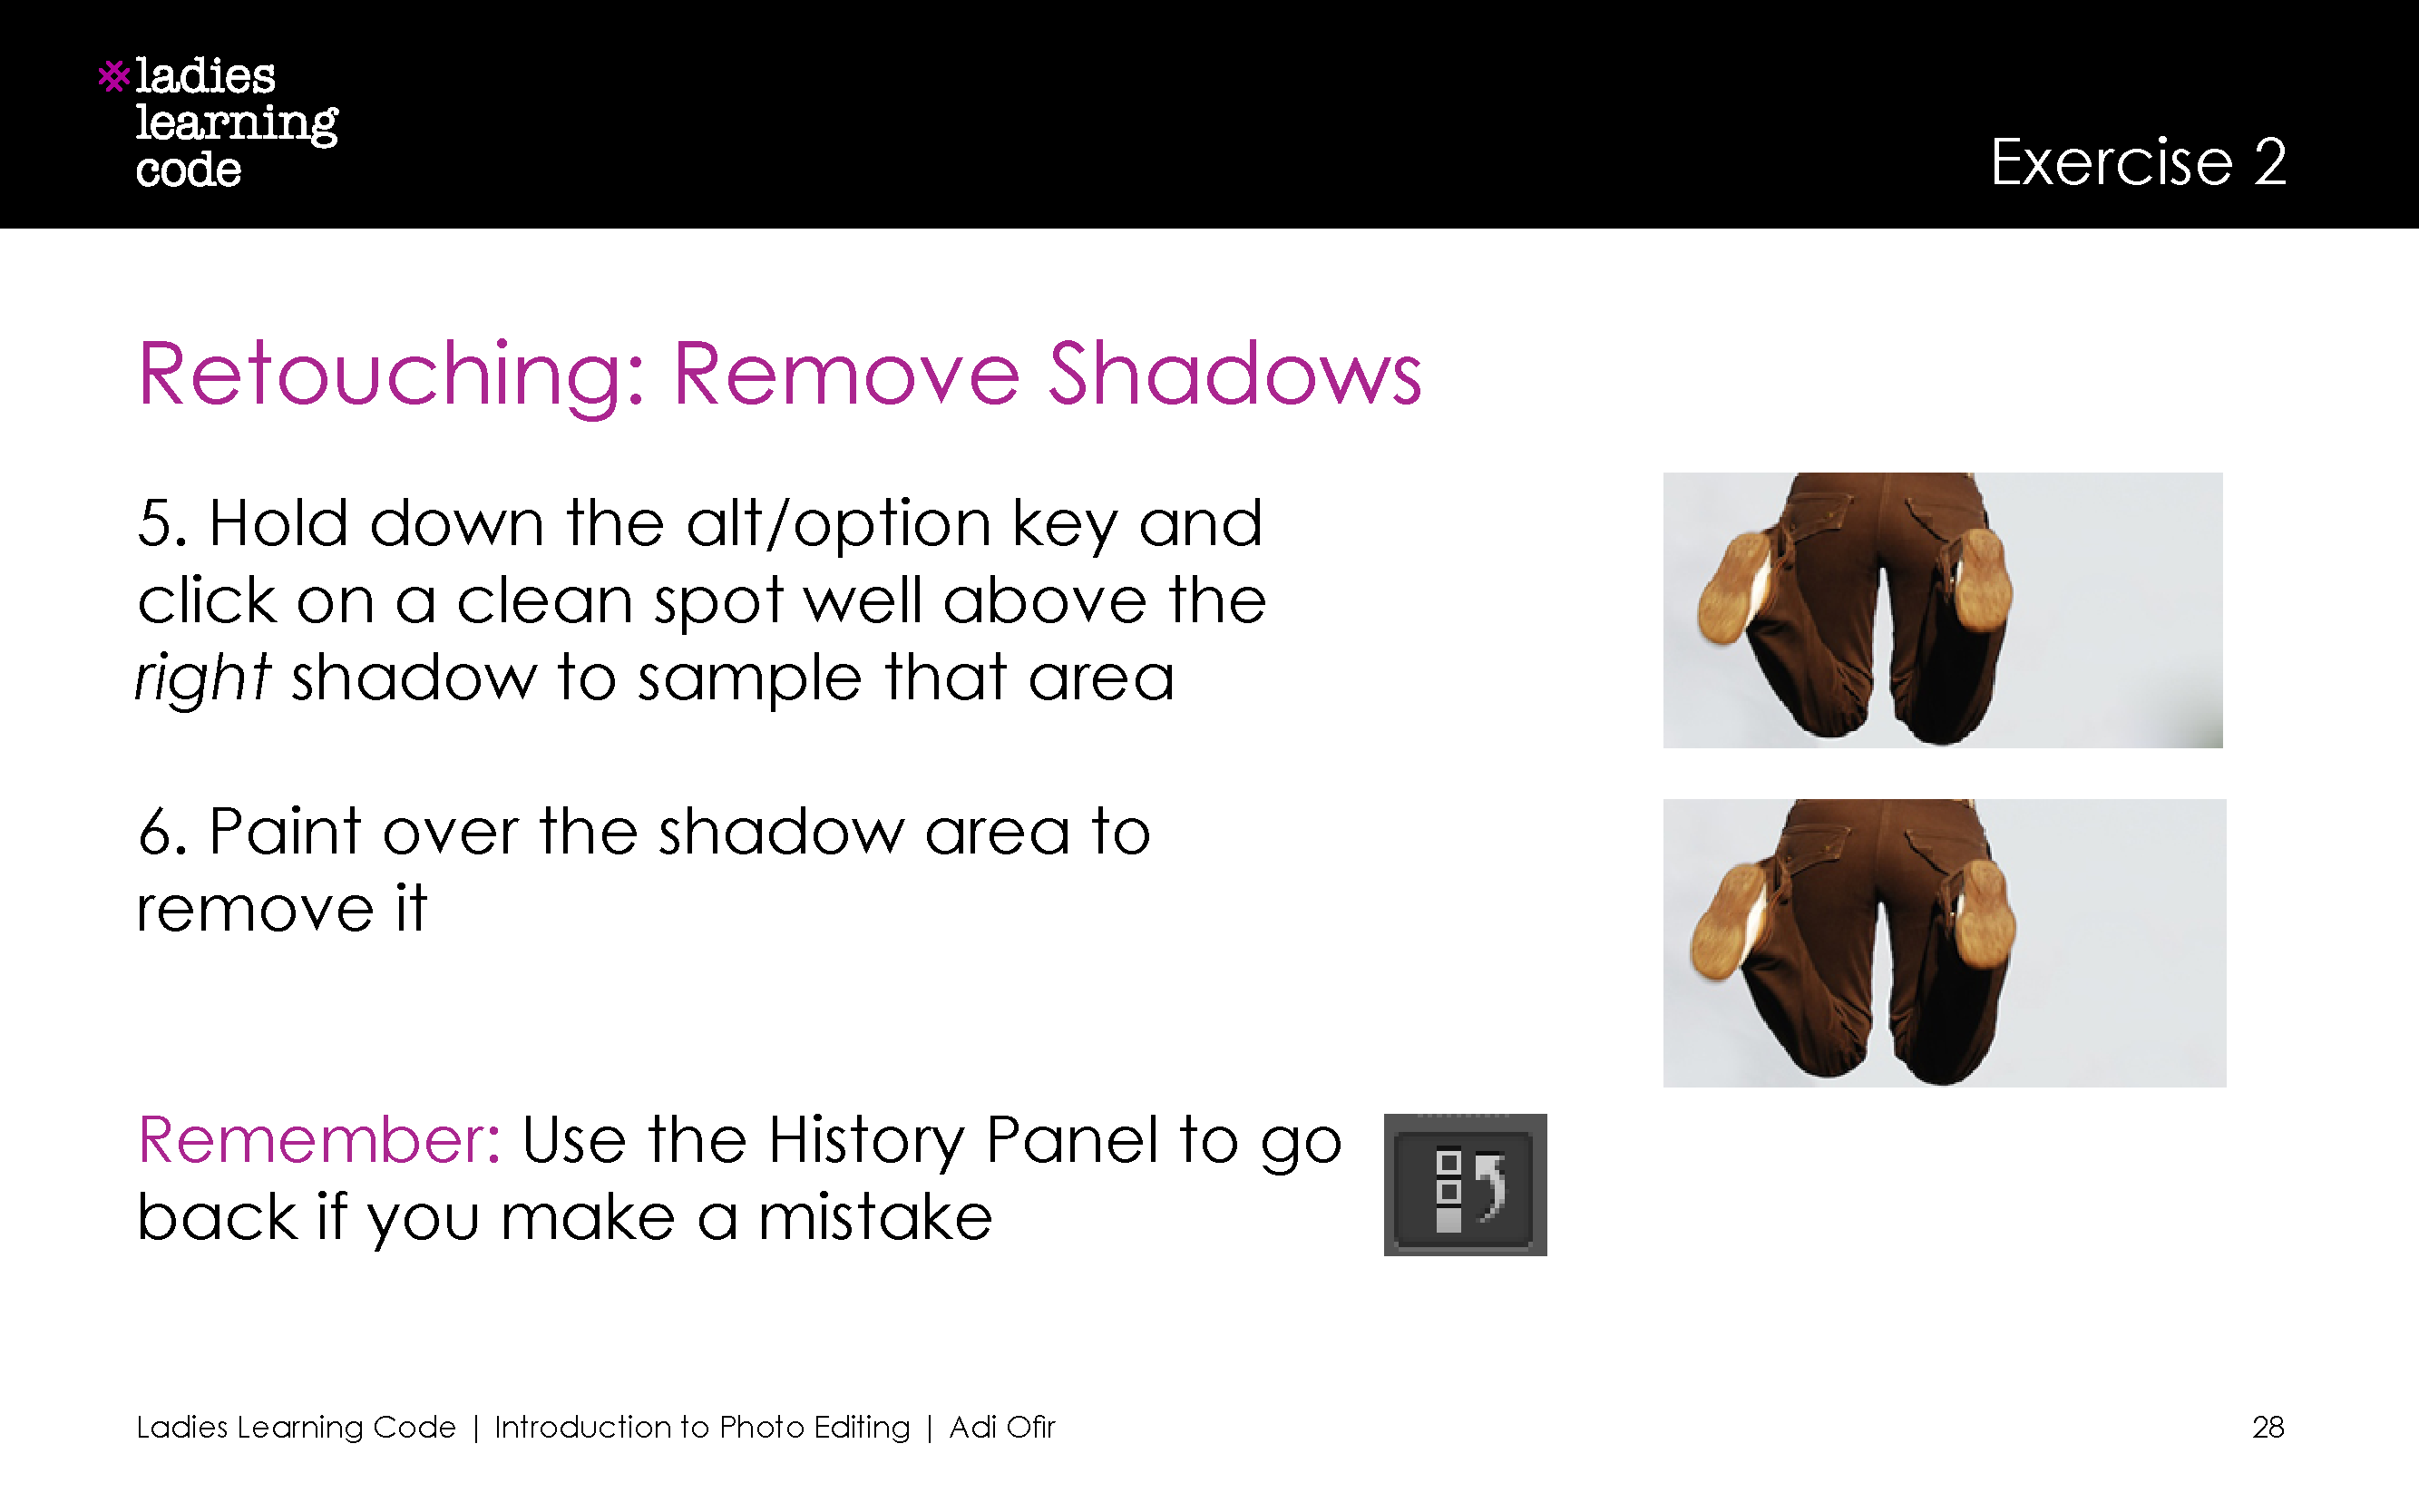 ladies
learning
code
Exercise 2
Retouching: Remove Shadows
5. Hold down the alt/option key and
click on a clean spot well above the
right shadow to sample that area
6. Paint over the shadow area to
remove it
Remember: Use the History Panel to go
back if you make a mistake
Ladies Learning Code | Introduction to Photo Editing | Adi Ofir
28